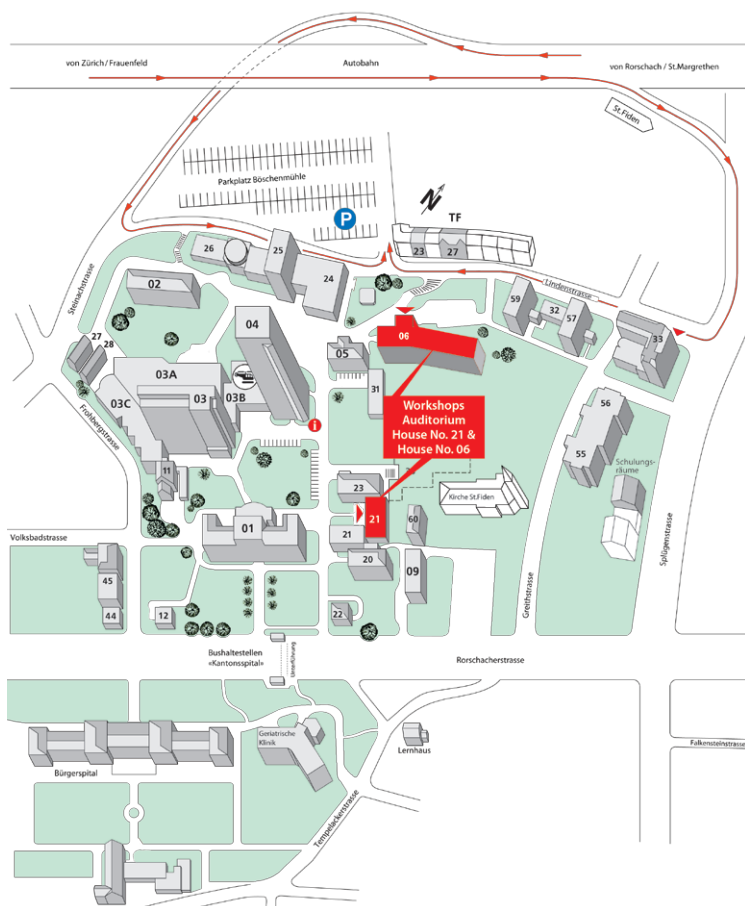 von Zürich/Frauenfeld
Autobahn
von Rorschach/St.Margrethen
St.Fiden
Parkplatz Böschenmühle
P
N
TF
23
27
26
25
24
Lindenstrasse
Steinachstrasse
02
59
32
57
33
04
06
05
27
28
03A
03
03B
03C
31
i
Workshops
Auditorium
House No. 21 &
House No. 06
Frohbergstrasse
56
55
Schulungs-
räume
11
23
Kirche St.Fiden
21
21
60
01
20
09
Volksbadstrasse
45
44
12
22
Greithstrasse
Splügenstrasse
Bushaltestellen
«Kantonsspital»
Unterführung
Rorschacherstrasse
Geriatrische
Klinik
Lernhaus
Falkensteinstrasse
Bürgerspital
Tempelackerstrasse